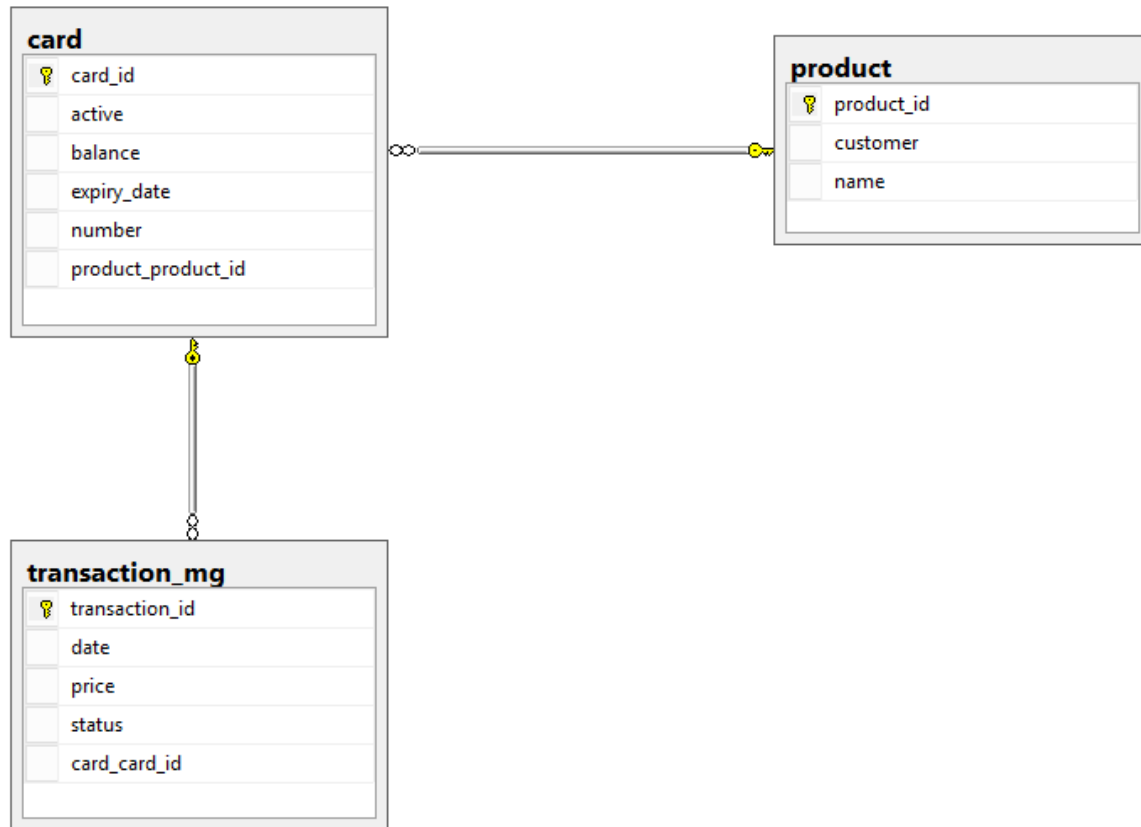 card
card_id
active
balance
expiry_date
number
product_product_id
product
product_id
customer
name
transaction_mg
transaction_id
date
price
status
card_card_id